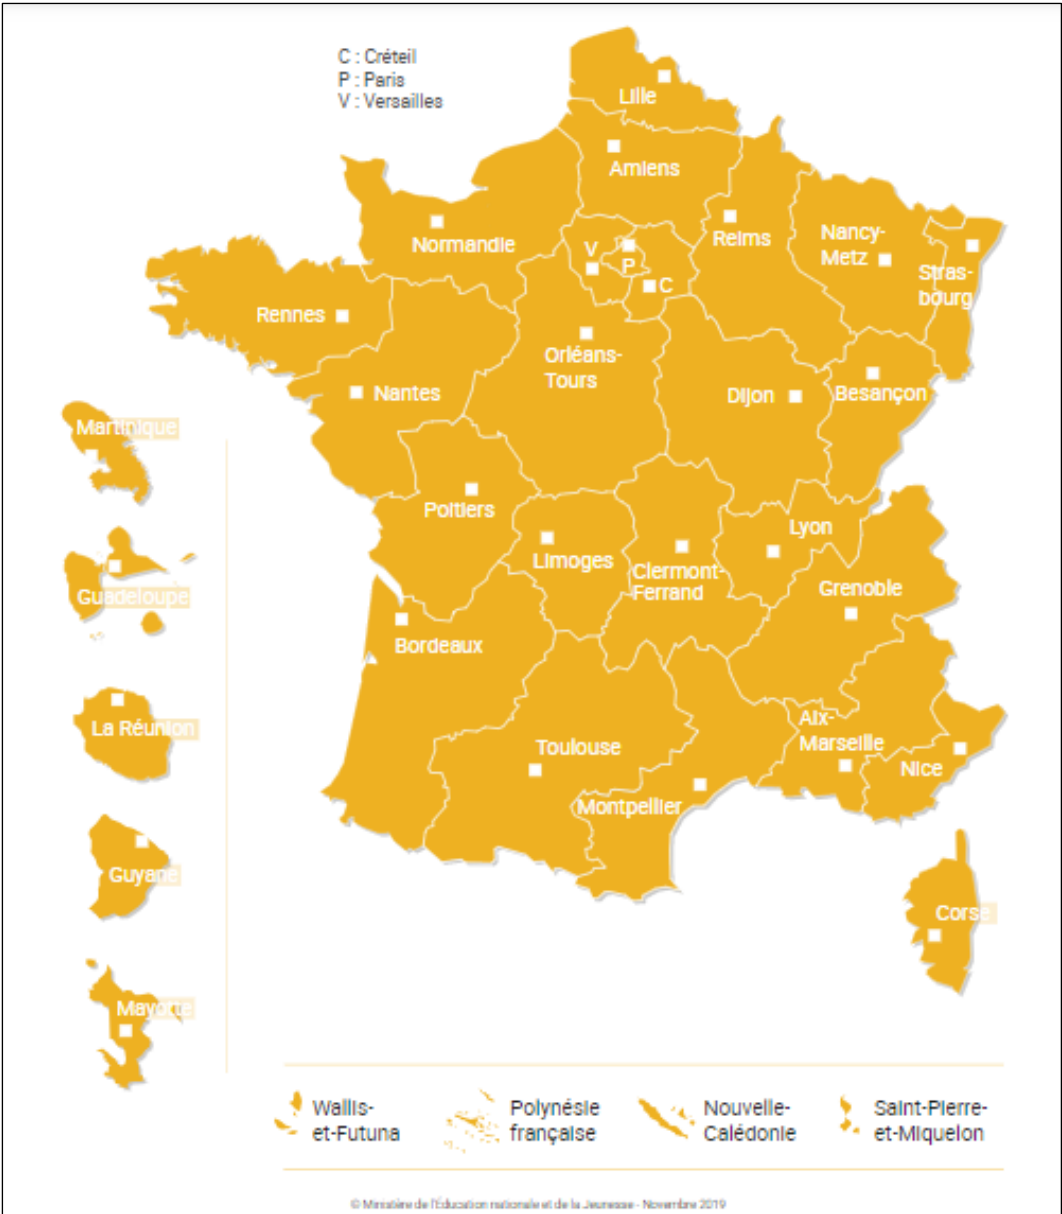 C : Créteil
P : Paris
V : Versailles
Lille
Amiens
Normandie
Reims
Nancy-
Metz
Stras-
bourg
V
P
C
Rennes
Orléans-
Tours
Nantes
Dijon
Besançon
Martinique
Poitiers
Limoges
Clermont-
Ferrand
Lyon
Grenoble
Guadeloupe
Bordeaux
La Réunion
Toulouse
Aix-
Marseille
Nice
Montpellier
Guyane
Corse
Mayotte
Wallis-
et-Futuna
Polynésie
française
Nouvelle-
Calédonie
Saint-Pierre-
et-Miquelon
© Ministère de l'Éducation nationale et de la Jeunesse - Novembre 2019